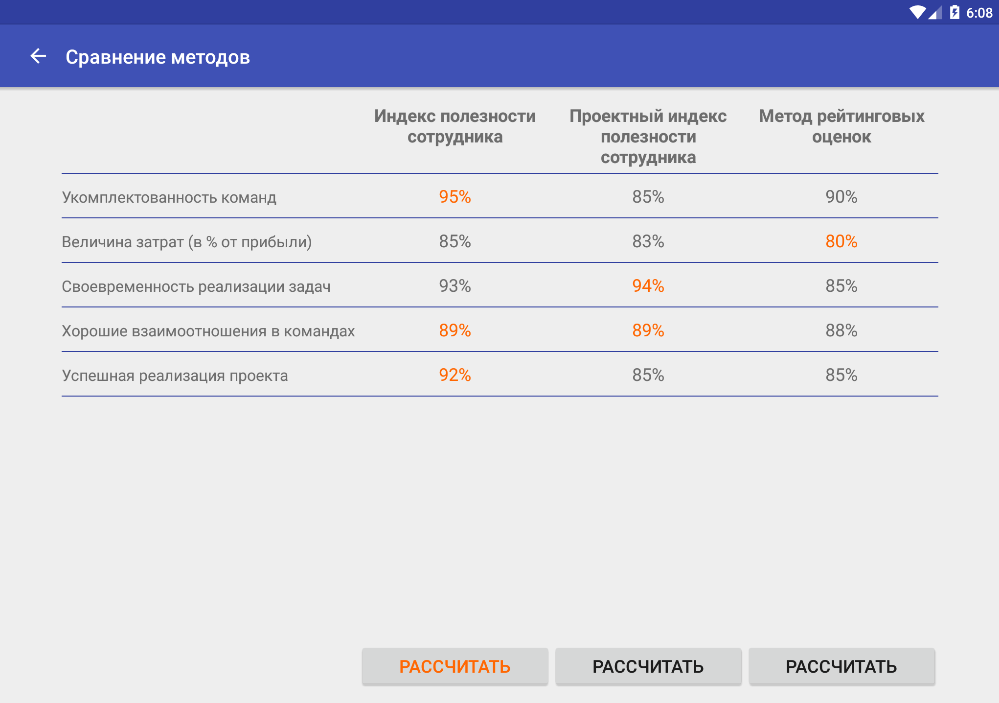 6:08
Сравнение методов
Индекс полезности сотрудника
Проектный индекс полезности сотрудника
Метод рейтинговых оценок
Укомплектованность команд 95% 85% 90%
Величина затрат (в % от прибыли) 85% 83% 80%
Своевременность реализации задач 93% 94% 85%
Хорошие взаимоотношения в командах 89% 89% 88%
Успешная реализация проекта 92% 85% 85%
РАССЧИТАТЬ РАССЧИТАТЬ РАССЧИТАТЬ